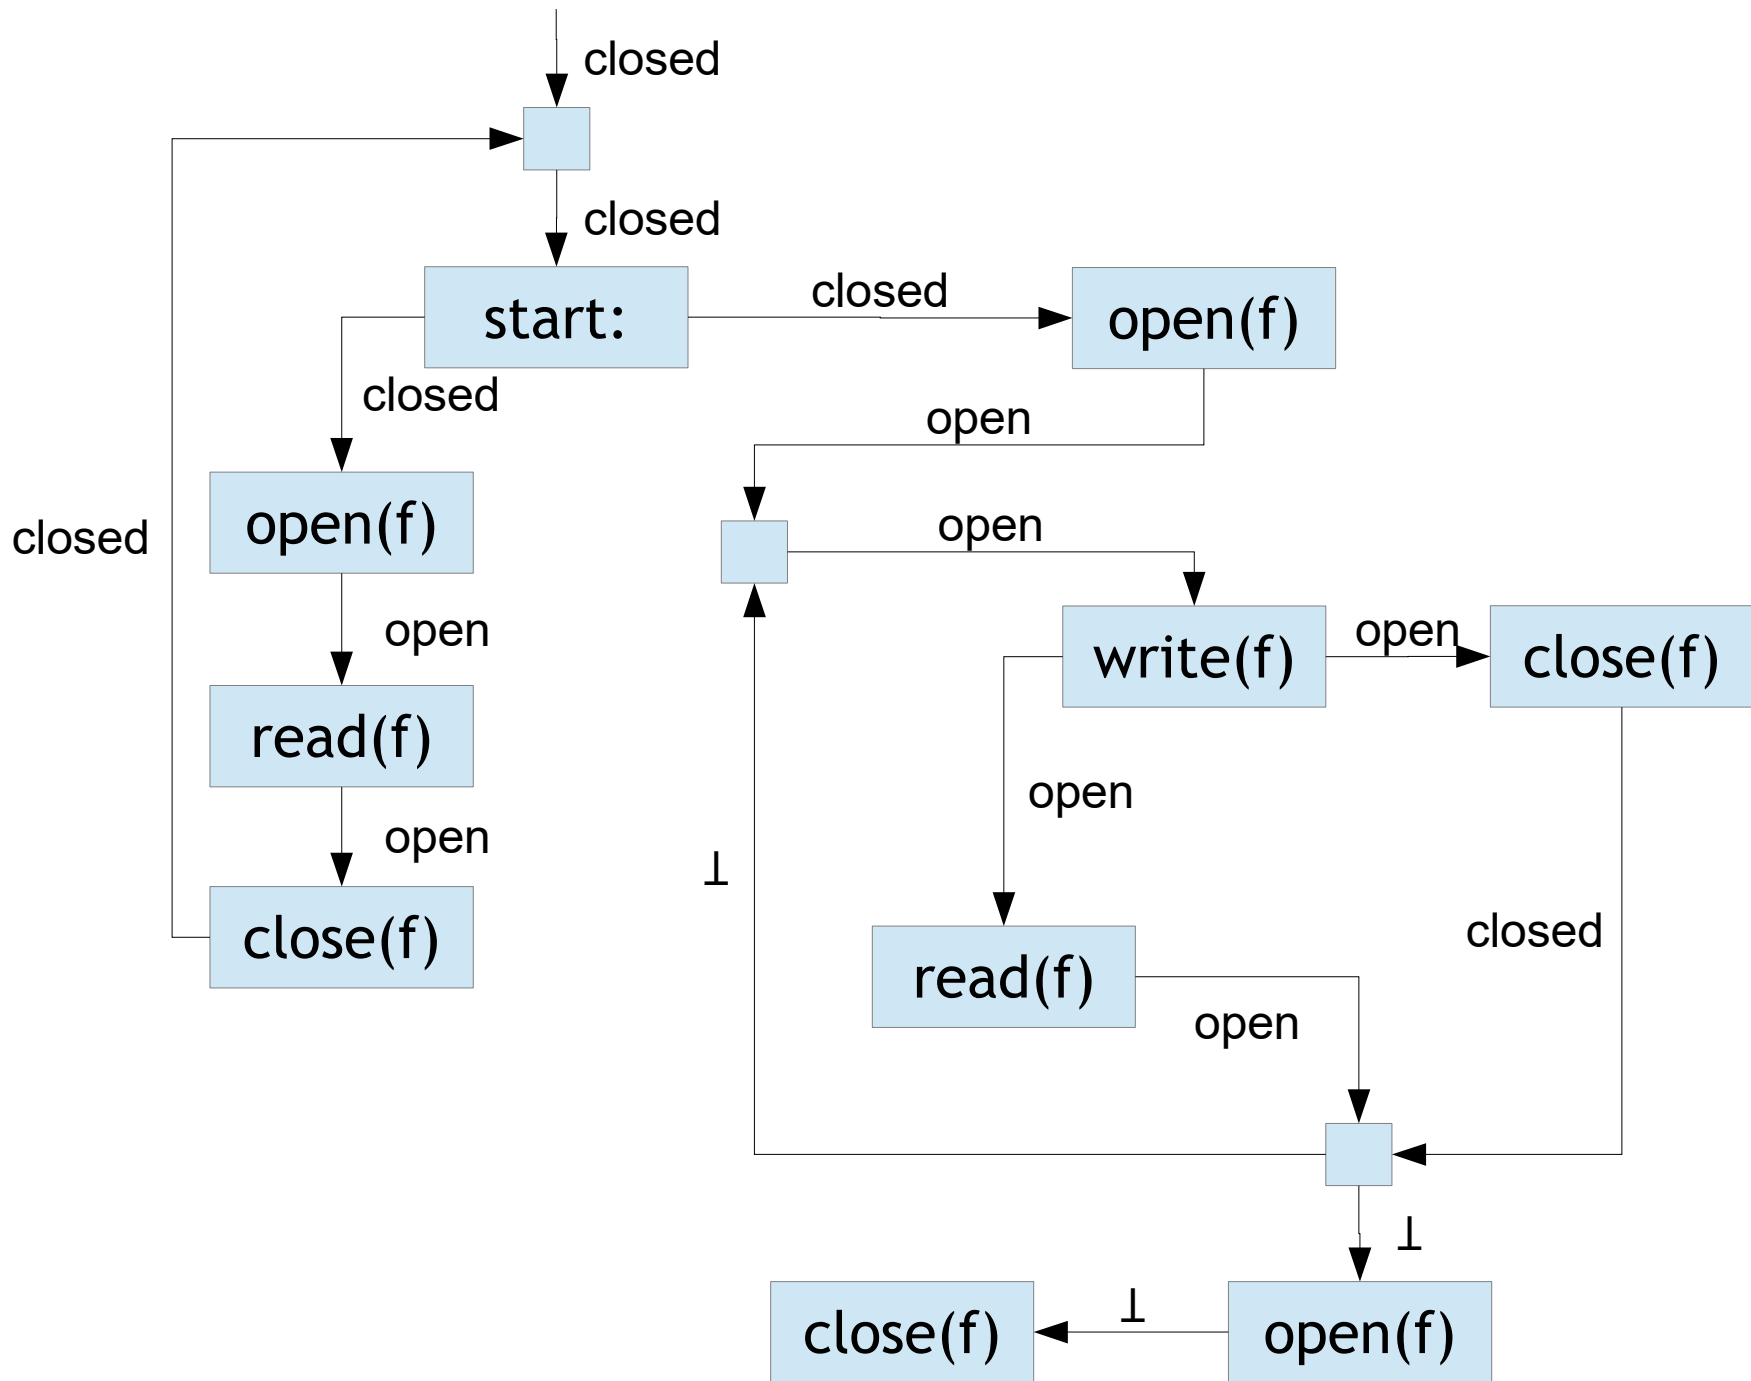 closed
closed
start:
closed
open(f)
closed
open
open(f)
open
closed
open
write(f)
open
close(f)
read(f)
open
open
⊥
close(f)
closed
read(f)
open
⊥
⊥
close(f)
open(f)